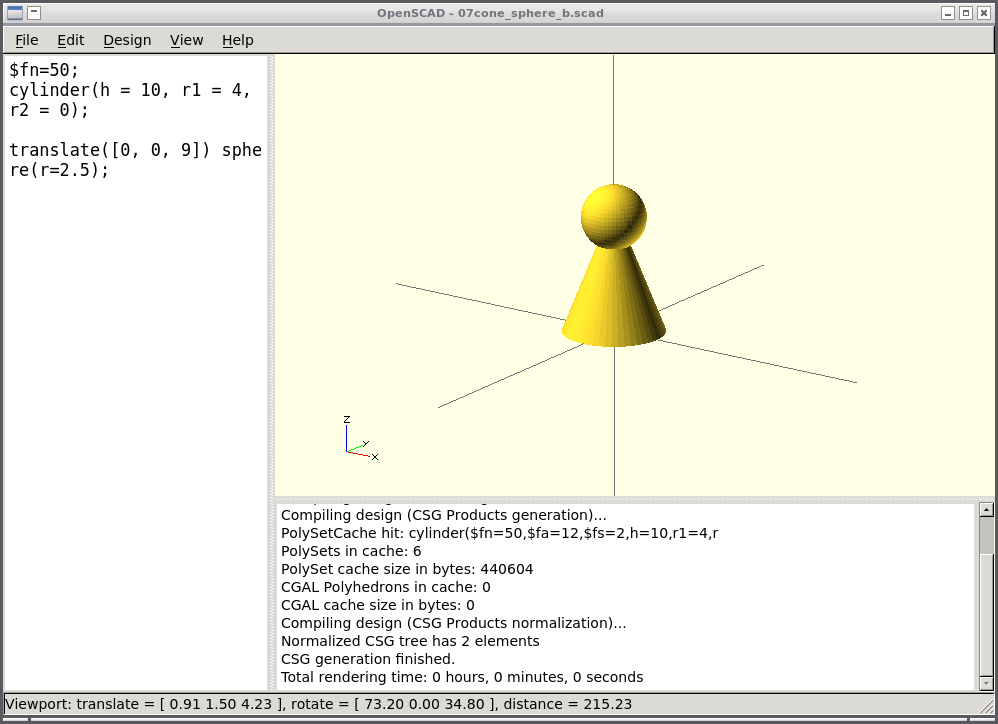 OpenSCAD - 07cone_sphere_b.scad
File Edit Design View Help
$fn=50;
cylinder(h = 10, r1 = 4,
r2 = 0);
translate([0, 0, 9]) sphe
re(r=2.5);
Z
Y
X
Compiling design (CSG Products generation)...
PolySetCache hit: cylinder($fn=50,$fa=12,$fs=2,h=10,r1=4,r
PolySets in cache: 6
PolySet cache size in bytes: 440604
CGAL Polyhedrons in cache: 0
CGAL cache size in bytes: 0
Compiling design (CSG Products normalization)...
Normalized CSG tree has 2 elements
CSG generation finished.
Total rendering time: 0 hours, 0 minutes, 0 seconds
Viewport: translate = [ 0.91 1.50 4.23 ], rotate = [ 73.20 0.00 34.80 ], distance = 215.23